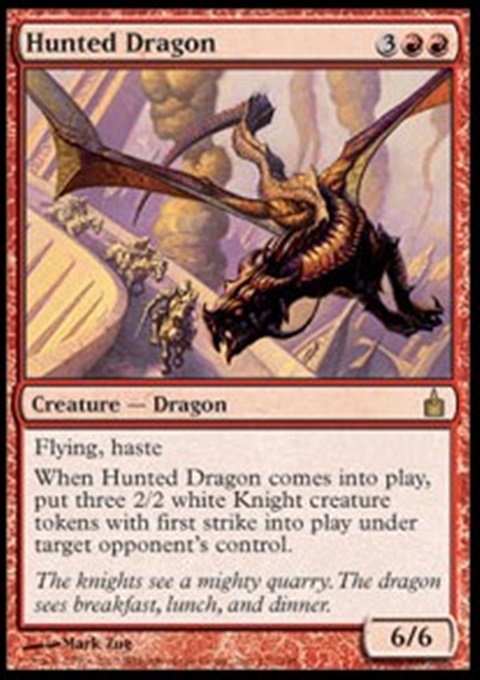 Hunted Dragon 3
Creature — Dragon
Flying, haste
When Hunted Dragon comes into play,
put three 2/2 white Knight creature
tokens with first strike into play under
target opponent's control.
The knights see a mighty quarry. The dragon
sees breakfast, lunch, and dinner.
6/6
Mark Zug